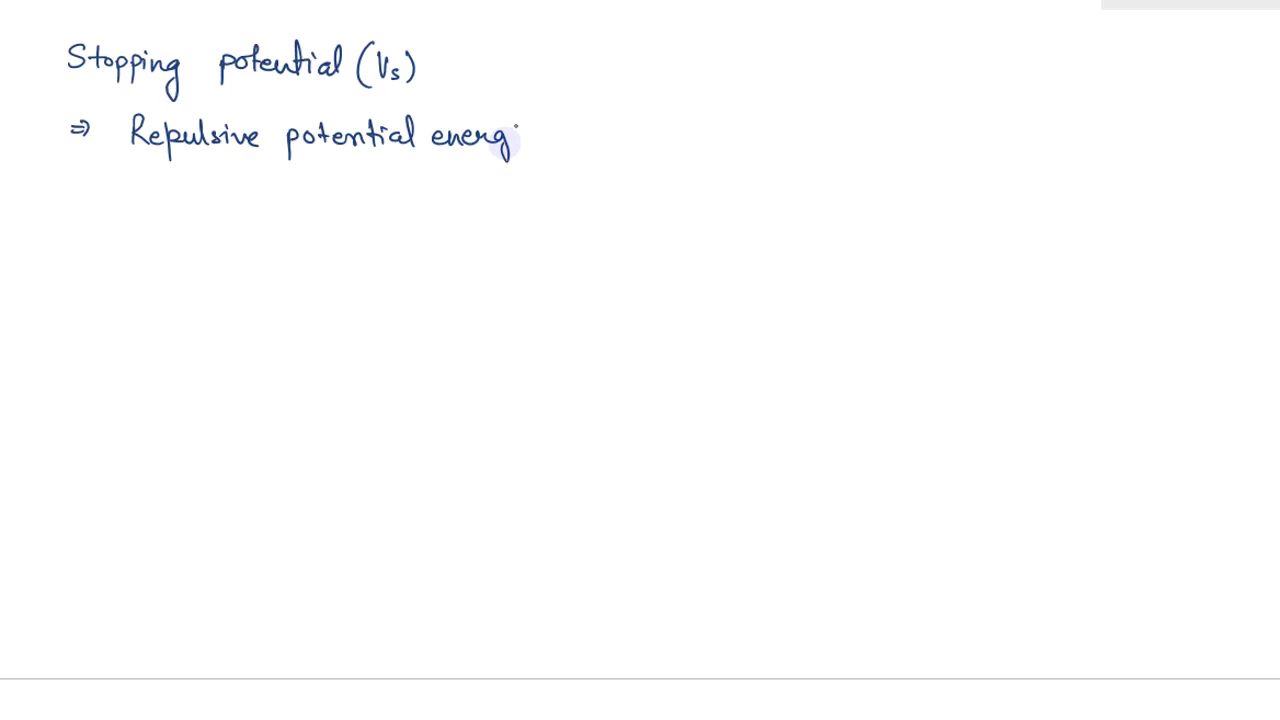 Stopping potential (Vs)
⇒ Repulsive potential energ